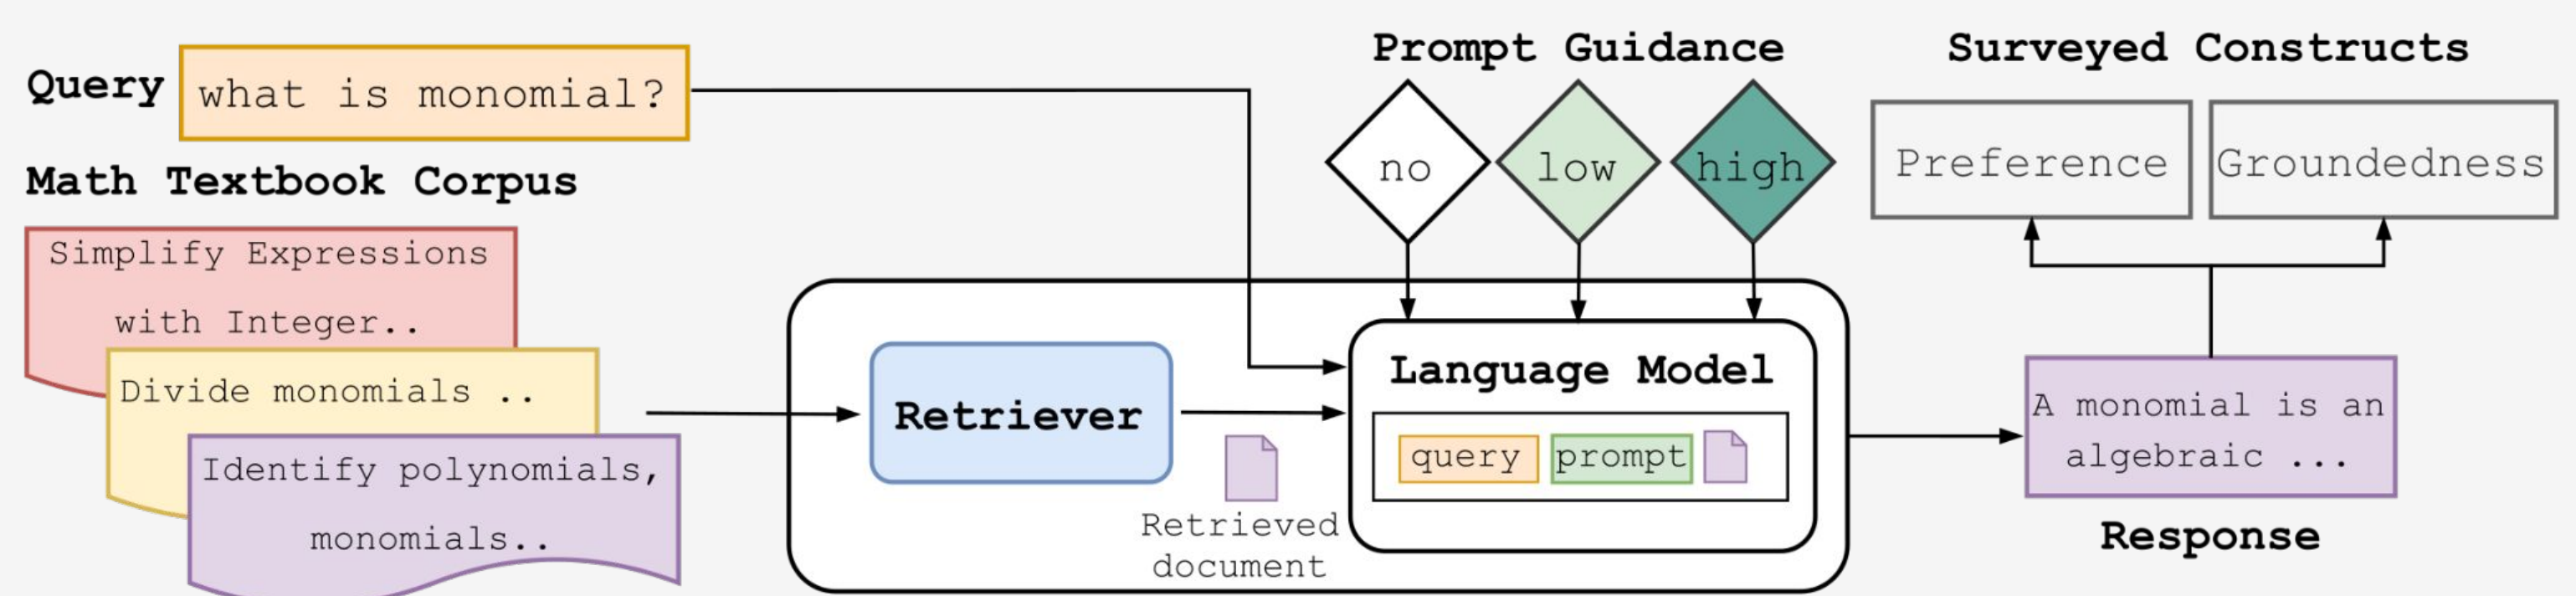 Query
what is monomial?
Math Textbook Corpus
Simplify Expressions
with Integer..
Divide monomials ..
Identify polynomials,
monomials..
Retriever
Retrieved
document
Prompt Guidance
no
low
high
Language Model
query
prompt
Surveyed Constructs
Preference
Groundedness
A monomial is an
algebraic ...
Response